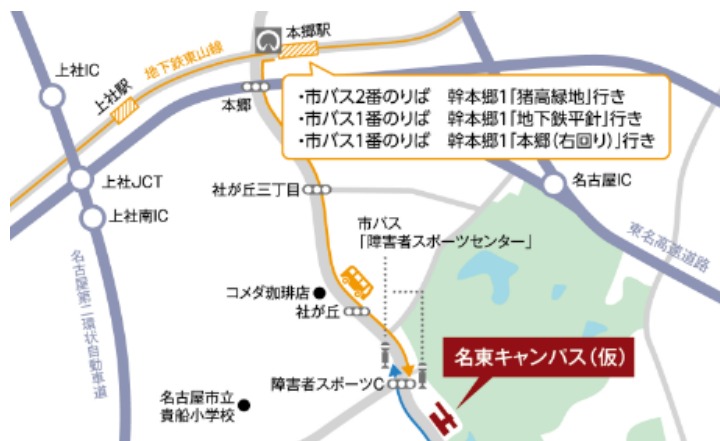 本郷駅
地下鉄東山線
上社IC
上社駅
本郷
・市バス2番のりば 幹本郷1「猪高緑地」行き
・市バス1番のりば 幹本郷1「地下鉄平針」行き
・市バス1番のりば 幹本郷1「本郷(右回り)」行き
上社JCT
社が丘三丁目
名古屋IC
上社南IC
市バス
「障害者スポーツセンター」
東名高速道路
名古屋第二環状自動車道
コメダ珈琲店
社が丘
名東キャンパス(仮)
障害者スポーツC
名古屋市立
貴船小学校